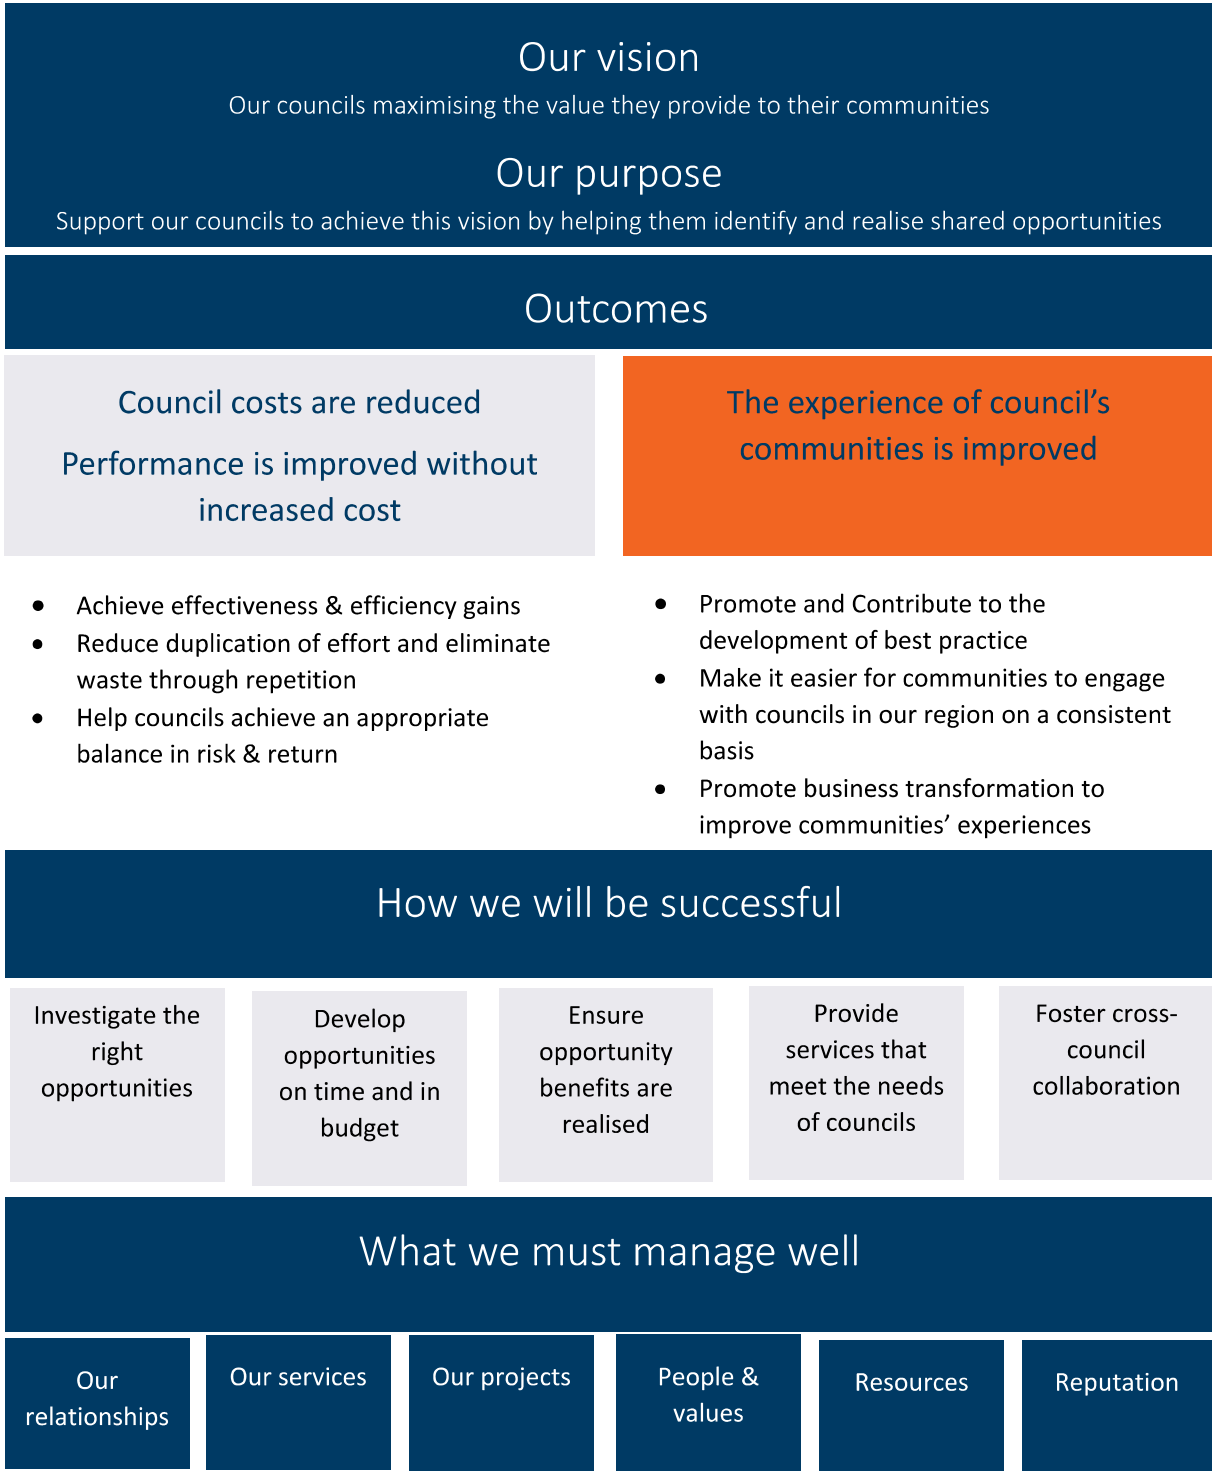 Our vision
Our councils maximising the value they provide to their communities
Our purpose
Support our councils to achieve this vision by helping them identify and realise shared opportunities
Outcomes
Council costs are reduced
Performance is improved without
increased cost
The experience of council’s
communities is improved
• Achieve effectiveness & efficiency gains
• Reduce duplication of effort and eliminate
waste through repetition
• Help councils achieve an appropriate
balance in risk & return
• Promote and Contribute to the
development of best practice
• Make it easier for communities to engage
with councils in our region on a consistent
basis
• Promote business transformation to
improve communities’ experiences
How we will be successful
Investigate the
right
opportunities
Develop
opportunities
on time and in
budget
Ensure
opportunity
benefits are
realised
Provide
services that
meet the needs
of councils
Foster cross-
council
collaboration
What we must manage well
Our
relationships
Our services
Our projects
People &
values
Resources
Reputation